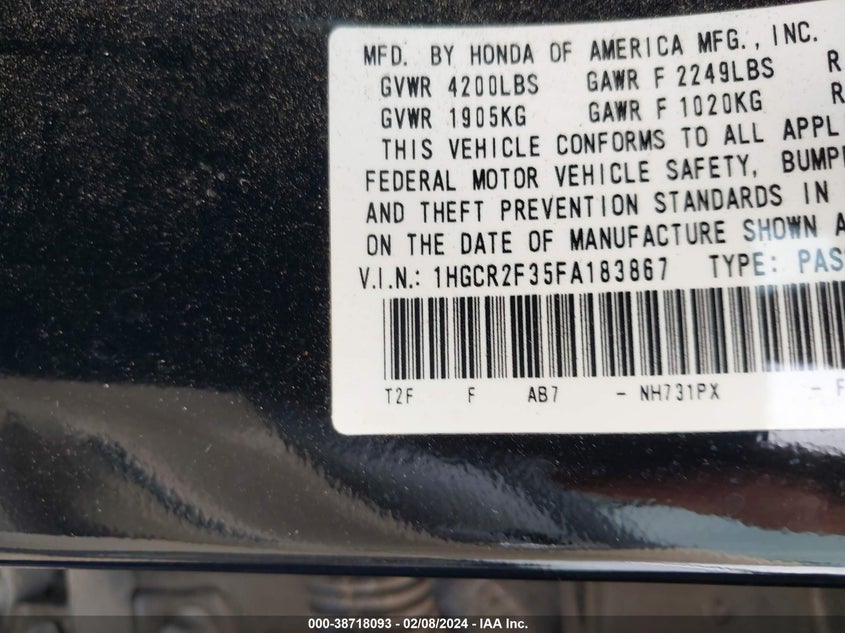 MFD. BY HONDA OF AMERICA MFG., INC.
GVWR 4200LBS GAWR F 2249LBS R
GVWR 1905KG GAWR F 1020KG R
THIS VEHICLE CONFORMS TO ALL APPL
FEDERAL MOTOR VEHICLE SAFETY, BUMP
AND THEFT PREVENTION STANDARDS IN
ON THE DATE OF MANUFACTURE SHOWN A
V.I.N.: 1HGCR2F35FA183867 TYPE: PAS
T2F F AB7 - NH731PX - F
000-38718093 - 02/08/2024 - IAA Inc.